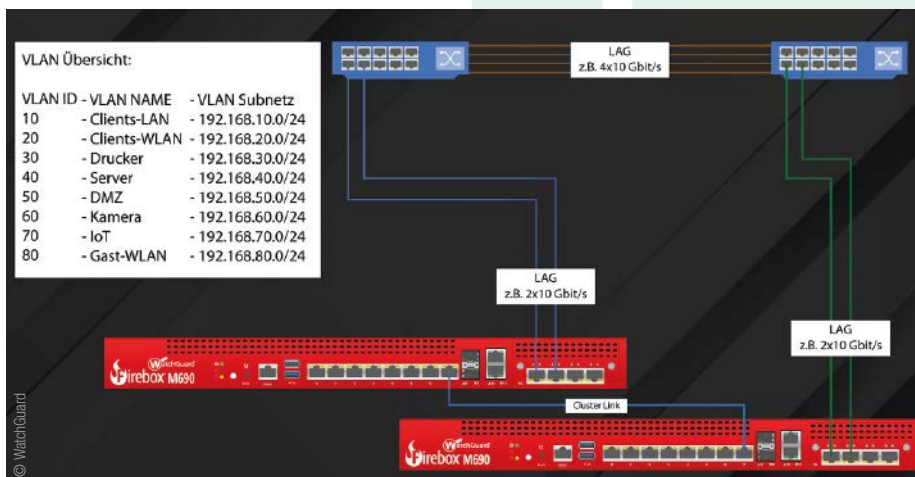 VLAN Übersicht:
VLAN ID - VLAN NAME - VLAN Subnetz
10 - Clients-LAN - 192.168.10.0/24
20 - Clients-WLAN - 192.168.20.0/24
30 - Drucker - 192.168.30.0/24
40 - Server - 192.168.40.0/24
50 - DMZ - 192.168.50.0/24
60 - Kamera - 192.168.60.0/24
70 - IoT - 192.168.70.0/24
80 - Gast-WLAN - 192.168.80.0/24
LAG
z.B. 4x10 Gbit/s
LAG
z.B. 2x10 Gbit/s
LAG
z.B. 2x10 Gbit/s
WatchGuard
Firebox M690
Cluster Link
WatchGuard
Firebox M690
© WatchGuard